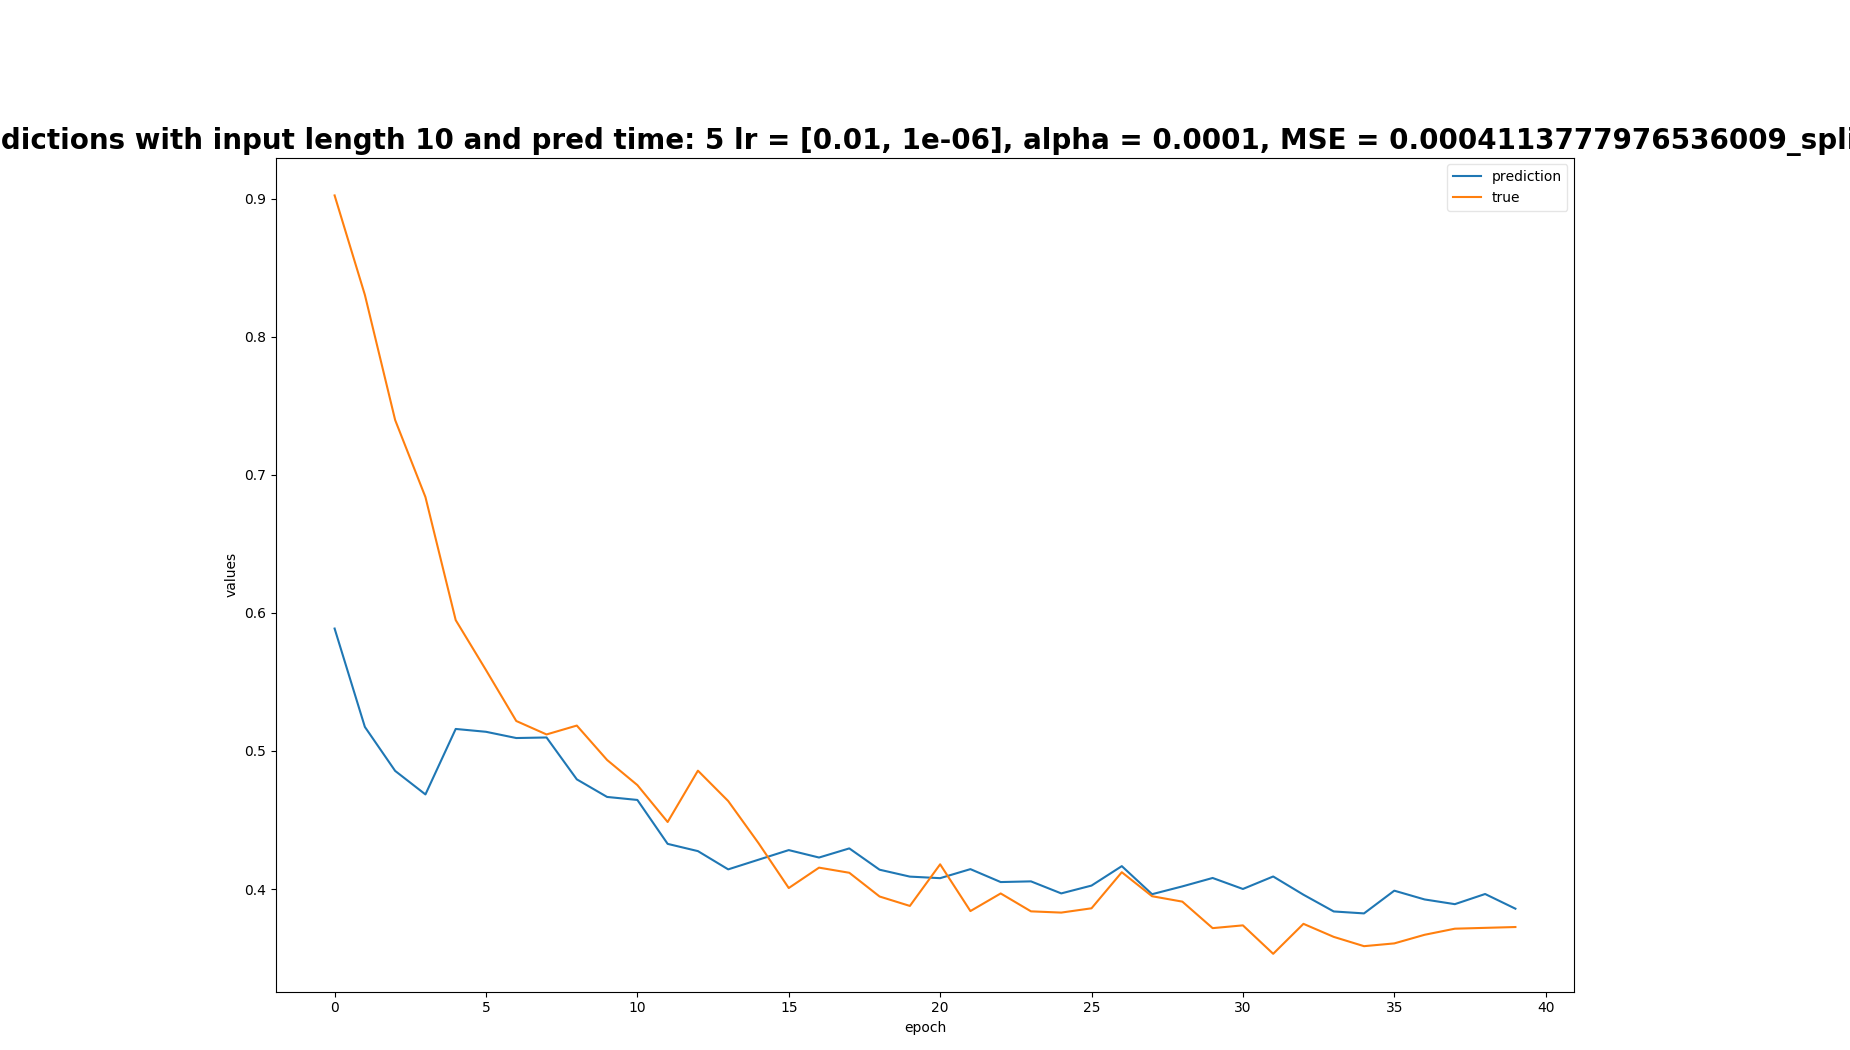 dictions with input length 10 and pred time: 5 lr = [0.01, 1e-06], alpha = 0.0001, MSE = 0.0004113777976536009_spli
prediction
true
0.9
0.8
0.7
0.6
0.5
0.4
values
0 5 10 15 20 25 30 35 40
epoch